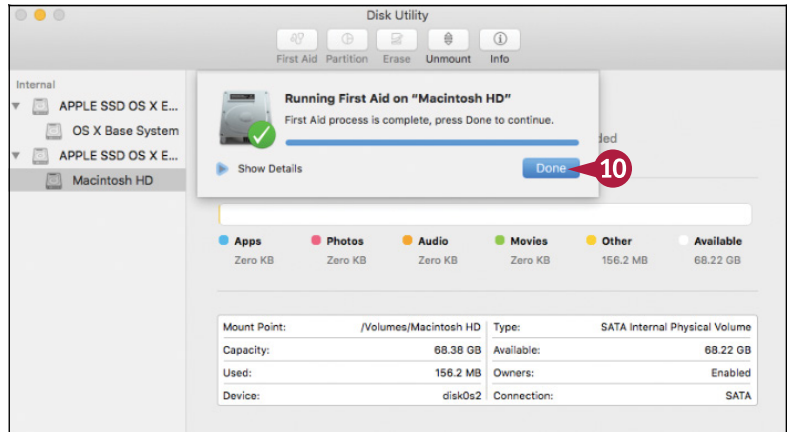 Disk Utility
First Aid Partition Erase Unmount Info
Internal
APPLE SSD OS X E...
OS X Base System
APPLE SSD OS X E...
Macintosh HD
Running First Aid on “Macintosh HD”
First Aid process is complete, press Done to continue.
Show Details
Done
10
Apps Photos Audio Movies Other Available
Zero KB Zero KB Zero KB Zero KB 156.2 MB 68.22 GB
Mount Point: /Volumes/Macintosh HD Type: SATA Internal Physical Volume
Capacity: 68.38 GB Available: 68.22 GB
Used: 156.2 MB Owners: Enabled
Device: disk0s2 Connection: SATA